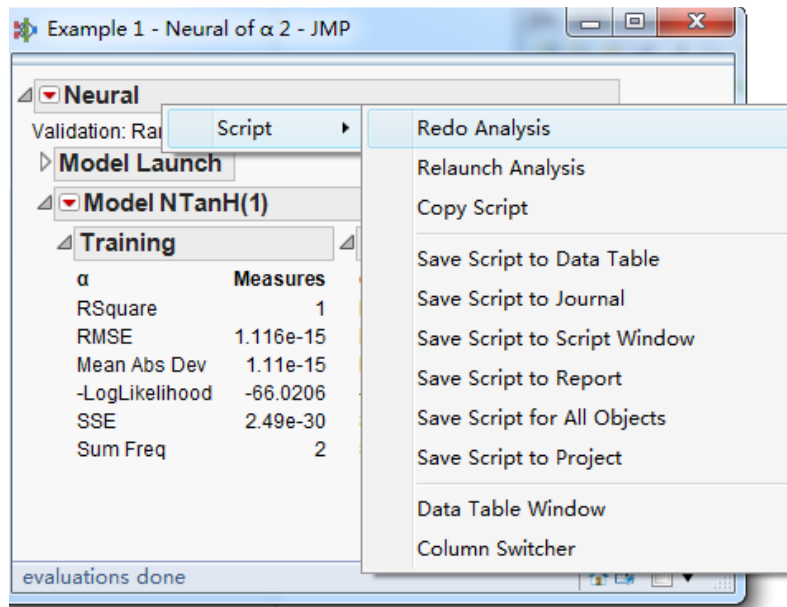 Example 1 - Neural of α 2 - JMP
Neural
Validation: Ra
Script
Model Launch
Model NTanH(1)
Training
α Measures
RSquare 1
RMSE 1.116e-15
Mean Abs Dev 1.11e-15
-LogLikelihood -66.0206
SSE 2.49e-30
Sum Freq 2
Redo Analysis
Relaunch Analysis
Copy Script
Save Script to Data Table
Save Script to Journal
Save Script to Script Window
Save Script to Report
Save Script for All Objects
Save Script to Project
Data Table Window
Column Switcher
evaluations done